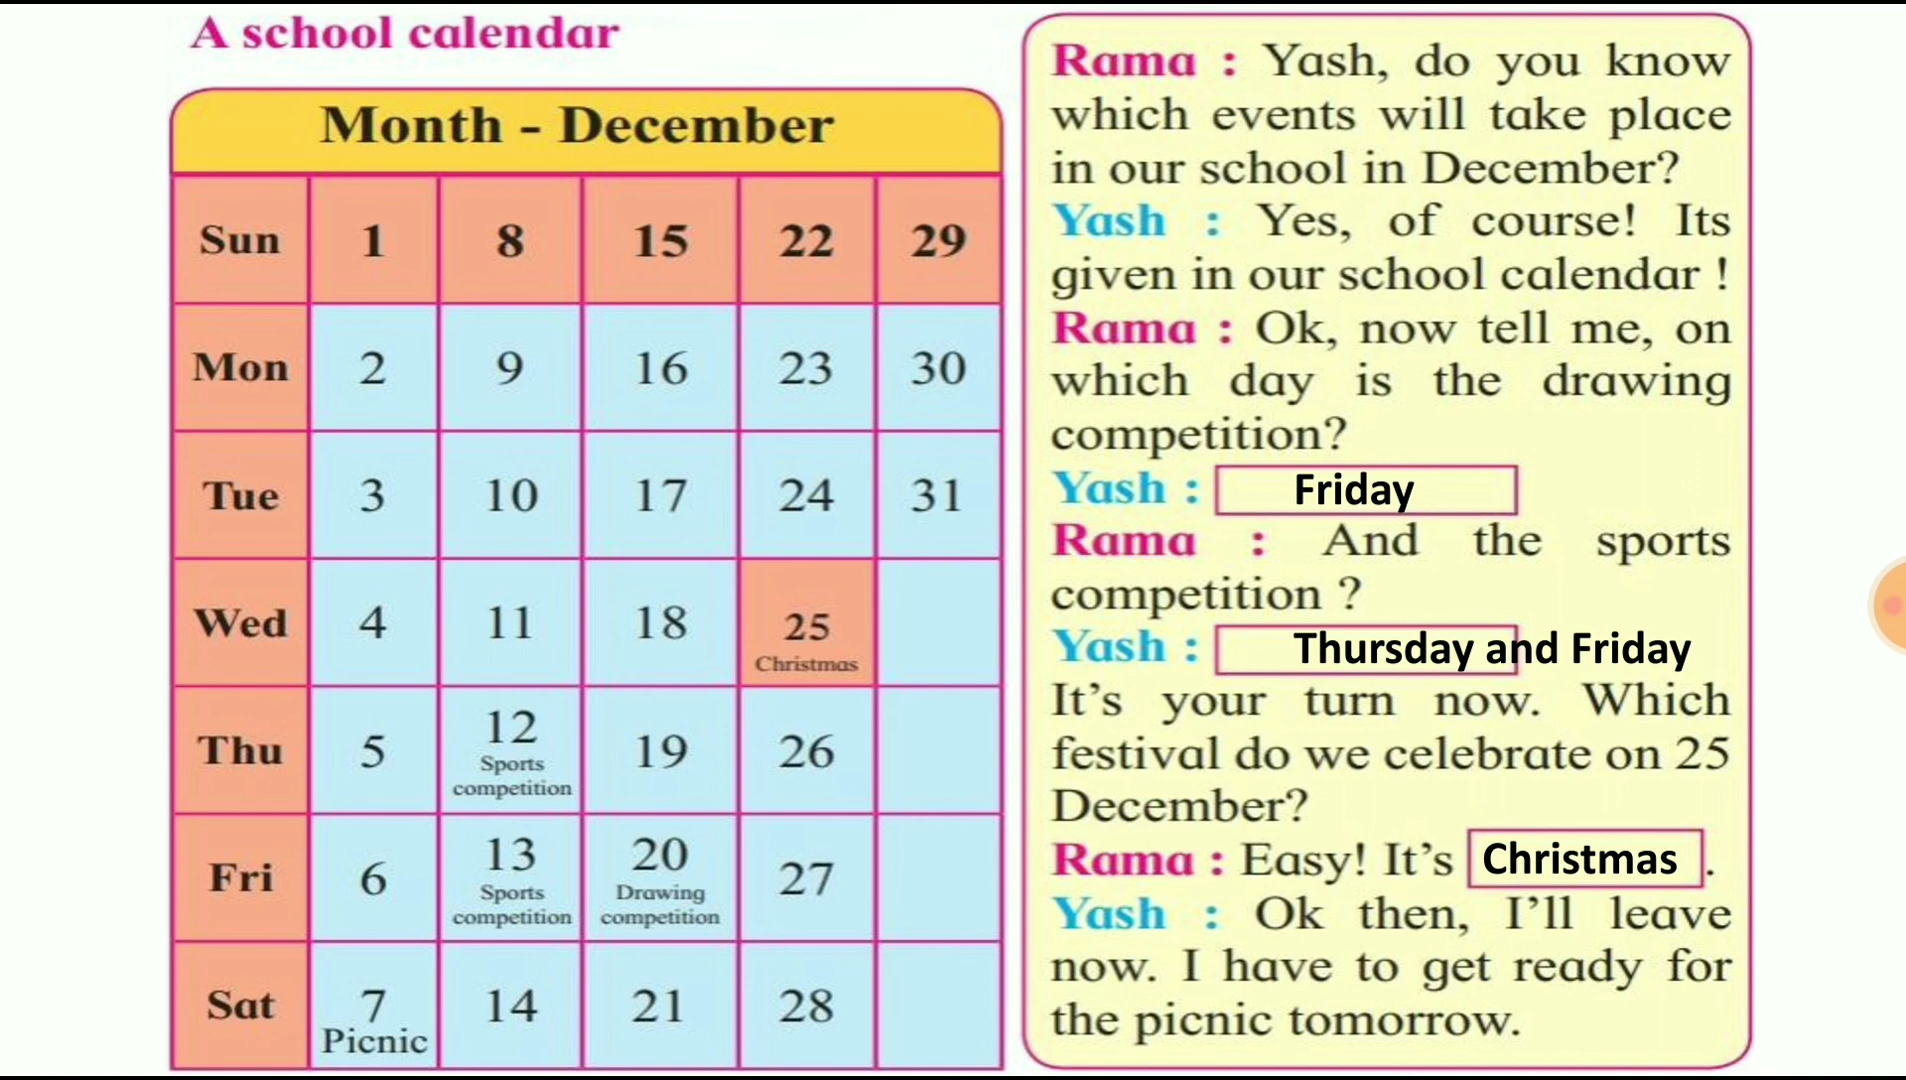 A school calendar
Month - December
Sun 1 8 15 22 29
Mon 2 9 16 23 30
Tue 3 10 17 24 31
Wed 4 11 18 25
Christmas
Thu 5 12 19 26
Sports
competition
Fri 6 13 20 27
Sports Drawing
competition competition
Sat 7 14 21 28
Picnic
Rama : Yash, do you know
which events will take place
in our school in December?
Yash : Yes, of course! Its
given in our school calendar !
Rama : Ok, now tell me, on
which day is the drawing
competition?
Yash : Friday
Rama : And the sports
competition ?
Yash : Thursday and Friday
It’s your turn now. Which
festival do we celebrate on 25
December?
Rama : Easy! It’s Christmas .
Yash : Ok then, I’ll leave
now. I have to get ready for
the picnic tomorrow.